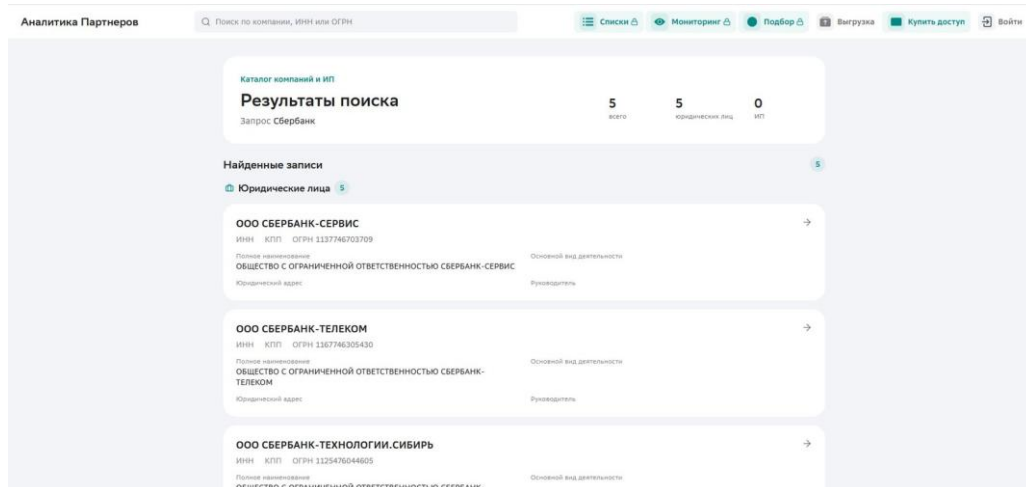 Аналитика Партнеров
Поиск по компании, ИНН или ОГРН
Списки
Мониторинг
Подбор
Выгрузка
Купить доступ
Войти
Каталог компаний и ИП
Результаты поиска
Запрос Сбербанк
5
всего
5
юридических лиц
0
ИП
Найденные записи
5
Юридические лица 5
ООО СБЕРБАНК-СЕРВИС
ИНН КПП ОГРН 1137746703709
Полное наименование
ОБЩЕСТВО С ОГРАНИЧЕННОЙ ОТВЕТСТВЕННОСТЬЮ СБЕРБАНК-СЕРВИС
Основной вид деятельности
Юридический адрес
Руководитель
ООО СБЕРБАНК-ТЕЛЕКОМ
ИНН КПП ОГРН 1167746305430
Полное наименование
ОБЩЕСТВО С ОГРАНИЧЕННОЙ ОТВЕТСТВЕННОСТЬЮ СБЕРБАНК-
ТЕЛЕКОМ
Основной вид деятельности
Юридический адрес
Руководитель
ООО СБЕРБАНК-ТЕХНОЛОГИИ.СИБИРЬ
ИНН КПП ОГРН 1125476044605
Полное наименование
ОБЩЕСТВО С ОГРАНИЧЕННОЙ ОТВЕТСТВЕННОСТЬЮ СБЕРБАНК-
Основной вид деятельности